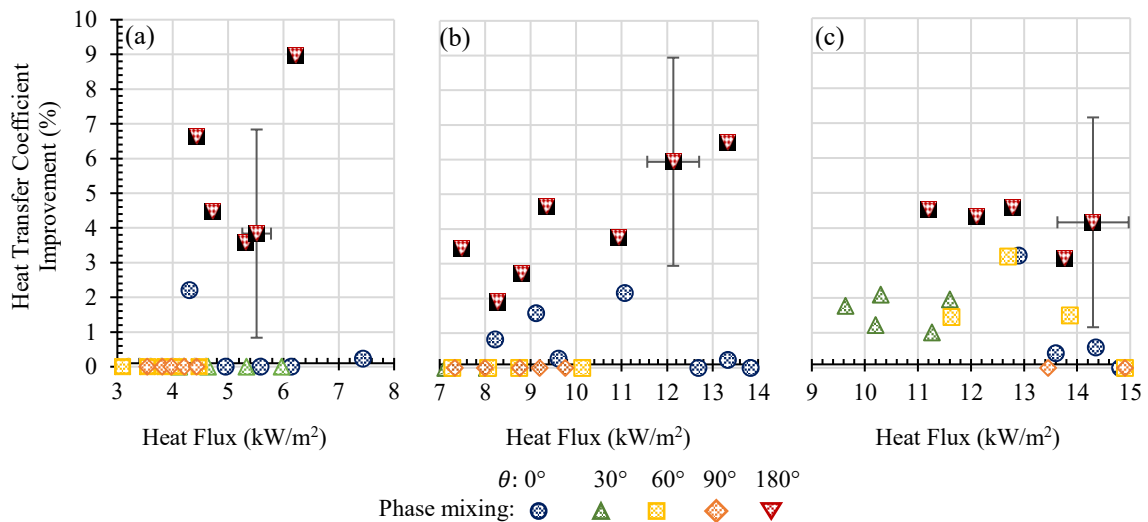 Heat Transfer Coefficient
Improvement (%)
10
9
8
7
6
5
4
3
2
1
0
(a)
(b)
(c)
3 4 5 6 7 8
7 8 9 10 11 12 13 14
9 10 11 12 13 14 15
Heat Flux (kW/m²)
Heat Flux (kW/m²)
Heat Flux (kW/m²)
θ: 0° 30° 60° 90° 180°
Phase mixing: